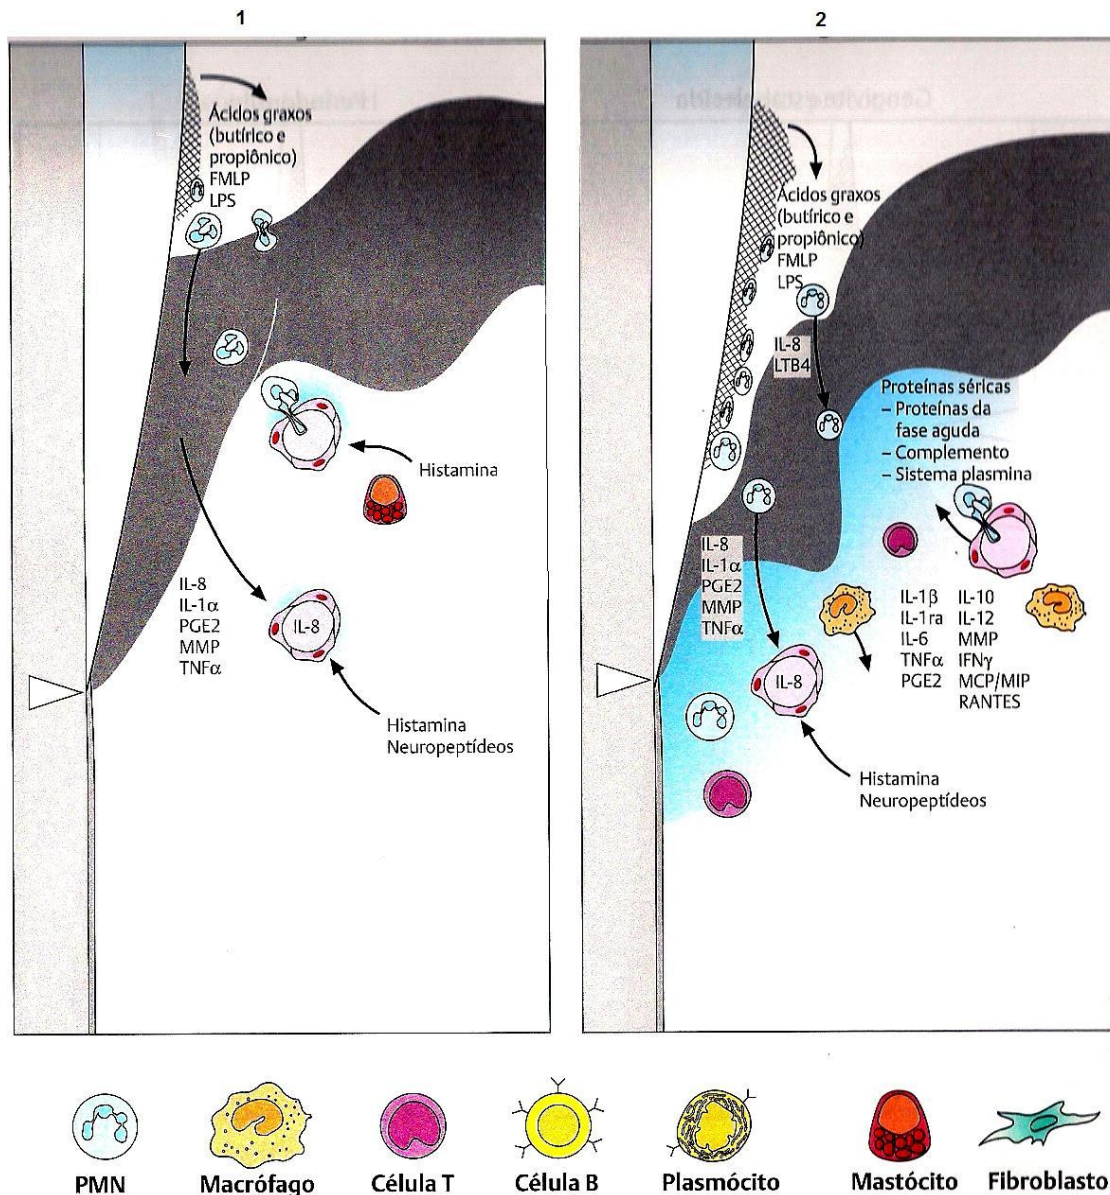 1
Ácidos graxos
(butírico e
propiônico)
FMLP
LPS
Histamina
IL-8
IL-1α
PGE2
MMP
TNFα
IL-8
Histamina
Neuropeptídeos
2
Ácidos graxos
(butírico e
propiônico)
FMLP
LPS
IL-8
LTB4
Proteínas séricas
– Proteínas da
fase aguda
– Complemento
– Sistema plasmina
IL-8
IL-1α
PGE2
MMP
TNFα
IL-1β
IL-1ra
IL-6
TNFα
PGE2
IL-10
IL-12
MMP
IFNγ
MCP/MIP
RANTES
IL-8
Histamina
Neuropeptídeos
PMN
Macrófago
Célula T
Célula B
Plasmócito
Mastócito
Fibroblasto